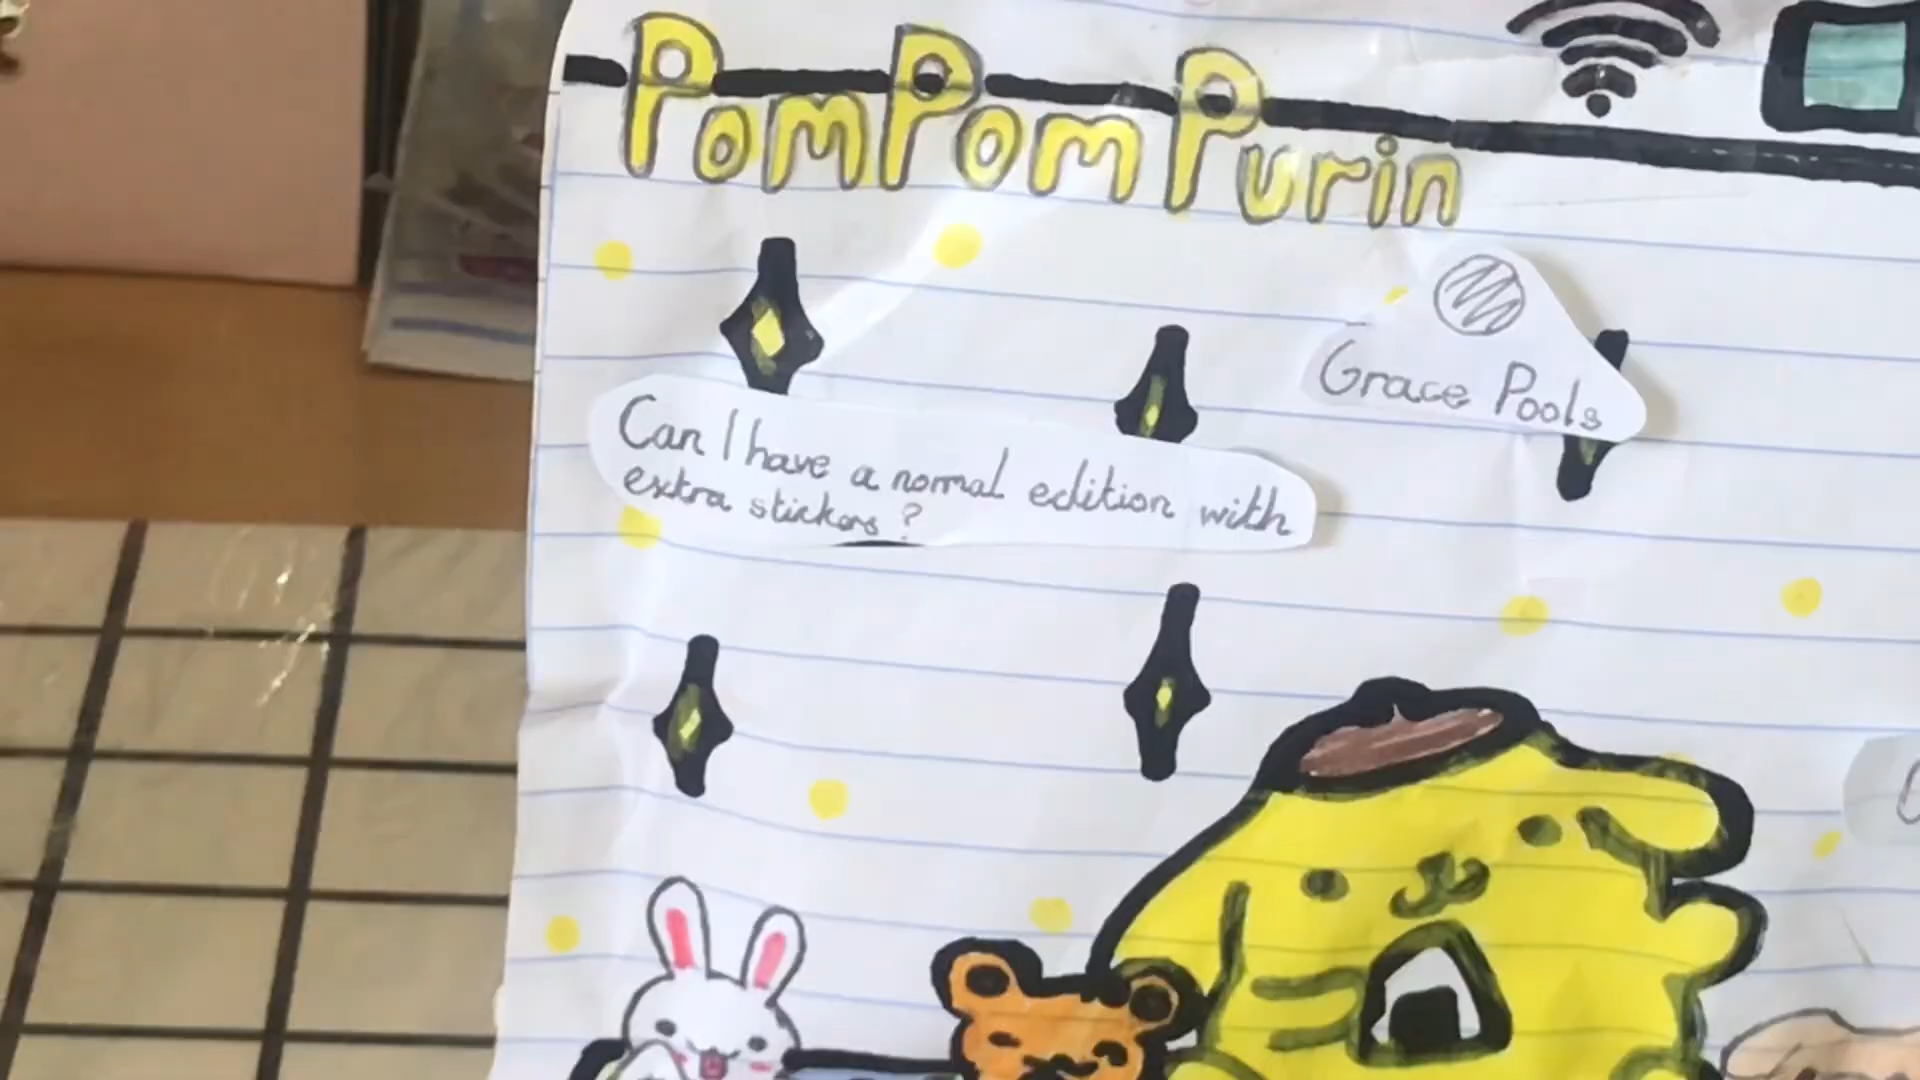 PomPomPurin
Grace Pools
Can I have a normal edition with
extra stickers?